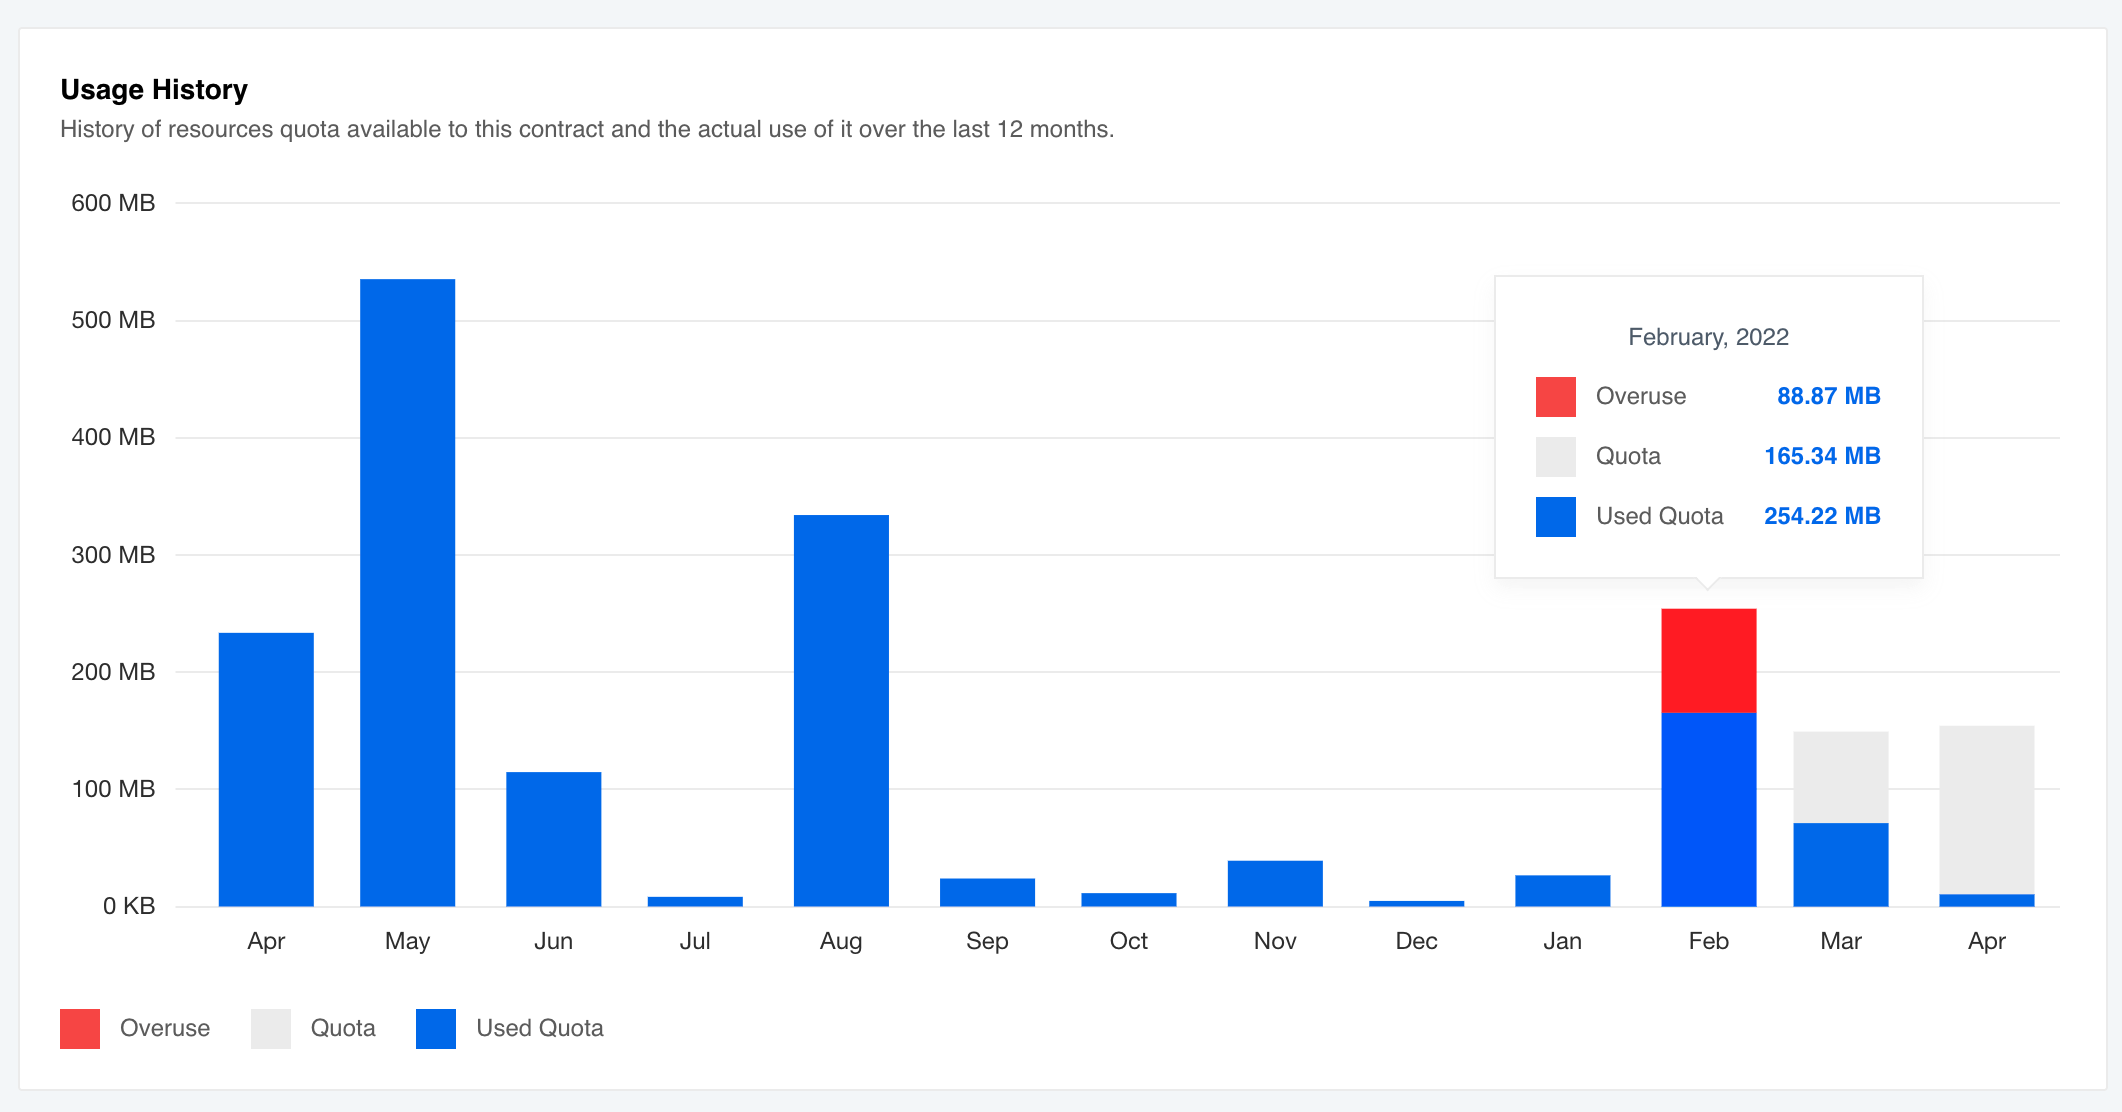 Usage History
History of resources quota available to this contract and the actual use of it over the last 12 months.
600 MB
500 MB
400 MB
300 MB
200 MB
100 MB
0 KB
February, 2022
Overuse 88.87 MB
Quota 165.34 MB
Used Quota 254.22 MB
Apr May Jun Jul Aug Sep Oct Nov Dec Jan Feb Mar Apr
Overuse Quota Used Quota